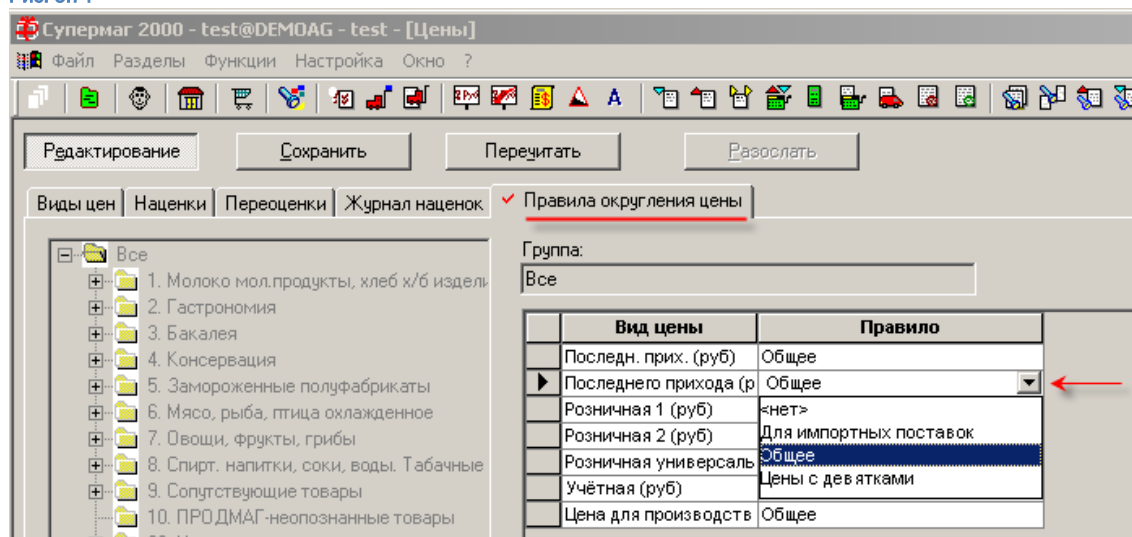 Супермаг 2000 - test@DEMOAG - test - [Цены]
Файл Разделы Функции Настройка Окно ?
Редактирование Сохранить Перечитать Разослать
Виды цен Наценки Переоценки Журнал наценок Правила округления цены
Все
1. Молоко мол.продукты, хлеб х/б издели
2. Гастрономия
3. Бакалея
4. Консервация
5. Замороженные полуфабрикаты
6. Мясо, рыба, птица охлажденное
7. Овощи, фрукты, грибы
8. Спирт. напитки, соки, воды. Табачные
9. Сопутствующие товары
10. ПРОДМАГ-неопознанные товары
Группа:
Все
Вид цены Правило
Последн. прих. (руб) Общее
Последнего прихода (р Общее
Розничная 1 (руб) <нет>
Розничная 2 (руб) Для импортных поставок
Розничная универсаль Общее
Учётная (руб) Цены с девятками
Цена для производств Общее